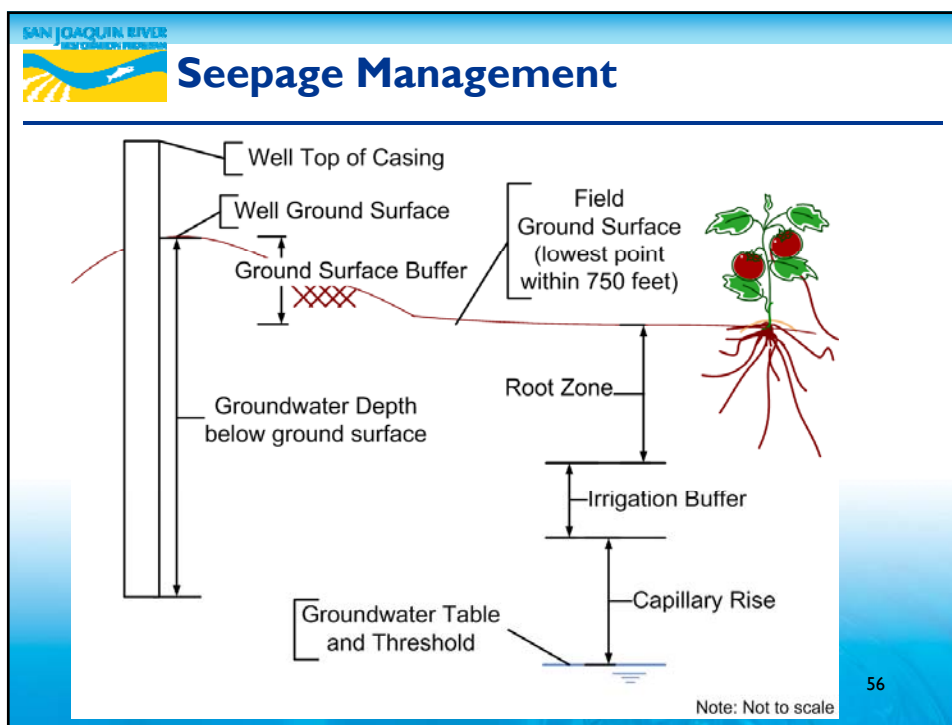 SAN JOAQUIN RIVER
RESTORATION PROGRAM
Seepage Management
Well Top of Casing
Well Ground Surface
Ground Surface Buffer
Field
Ground Surface
(lowest point
within 750 feet)
Root Zone
Groundwater Depth
below ground surface
Irrigation Buffer
Capillary Rise
Groundwater Table
and Threshold
56
Note: Not to scale